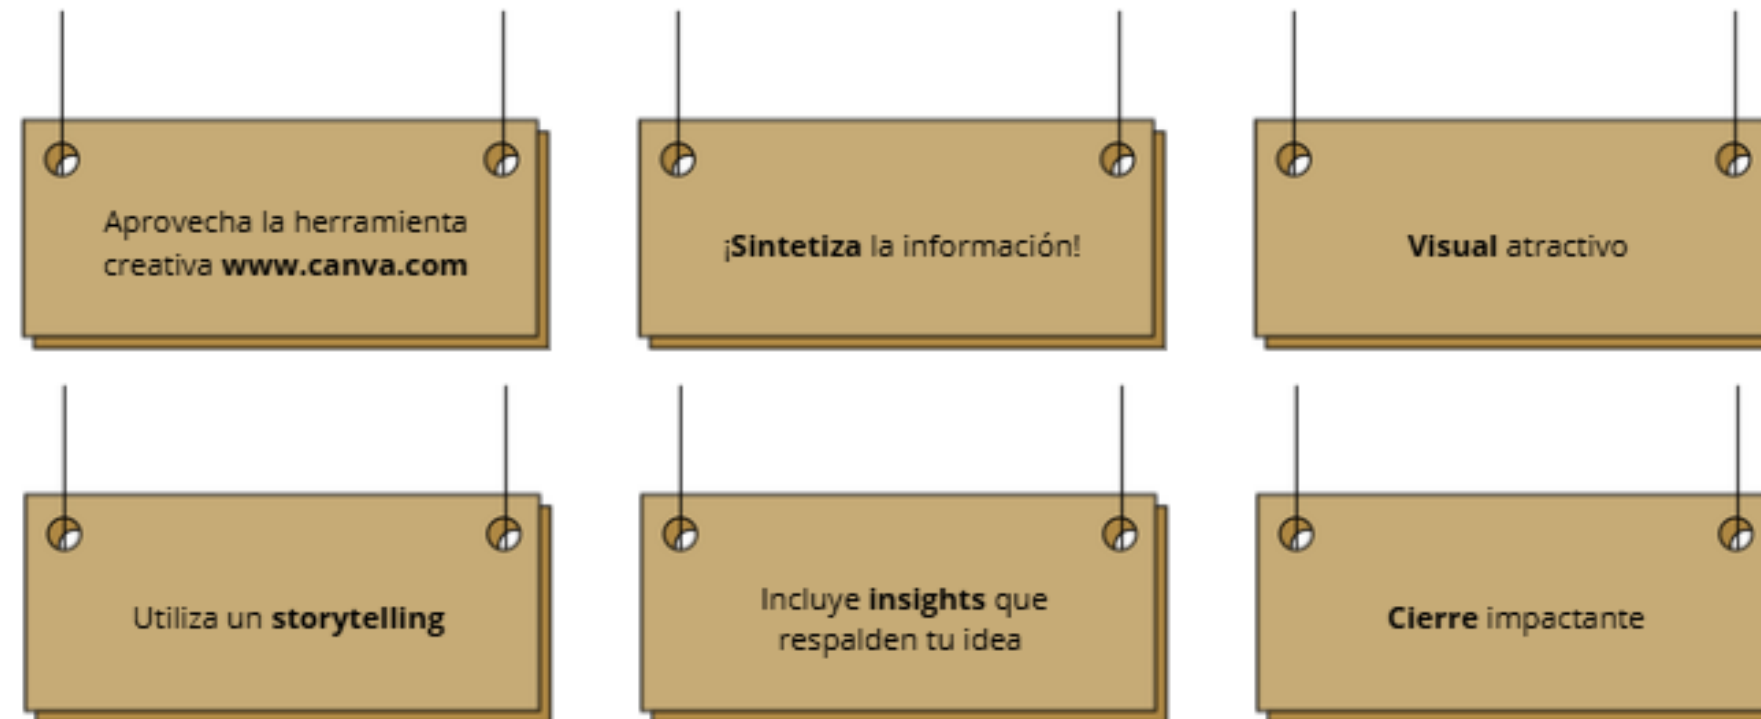 Aprovecha la herramienta
creativa www.canva.com
¡Sintetiza la información!
Visual atractivo
Utiliza un storytelling
Incluye insights que
respalden tu idea
Cierre impactante